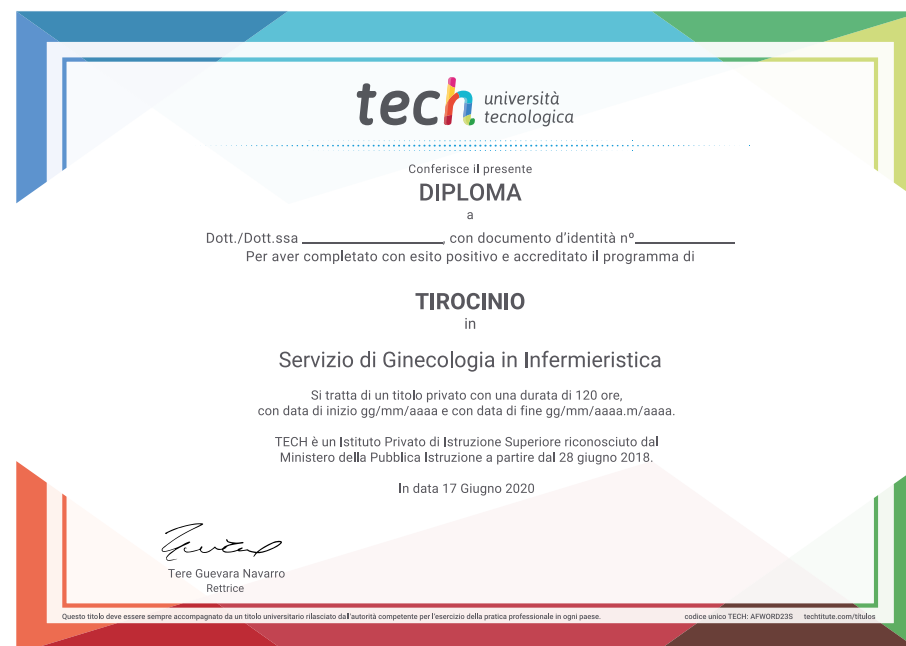 tech università
tecnologica
Conferisce il presente
DIPLOMA
a
Dott./Dott.ssa ____________________, con documento d'identità nº______________
Per aver completato con esito positivo e accreditato il programma di
TIROCINIO
in
Servizio di Ginecologia in Infermieristica
Si tratta di un titolo privato con una durata di 120 ore,
con data di inizio gg/mm/aaaa e con data di fine gg/mm/aaaa.m/aaaa.
TECH è un Istituto Privato di Istruzione Superiore riconosciuto dal
Ministero della Pubblica Istruzione a partire dal 28 giugno 2018.
In data 17 Giugno 2020
Tere Guevara Navarro
Rettrice
Questo titolo deve essere sempre accompagnato da un titolo universitario rilasciato dall'autorità competente per l'esercizio della pratica professionale in ogni paese. codice unico TECH: AFWORD23S techtitute.com/titulos